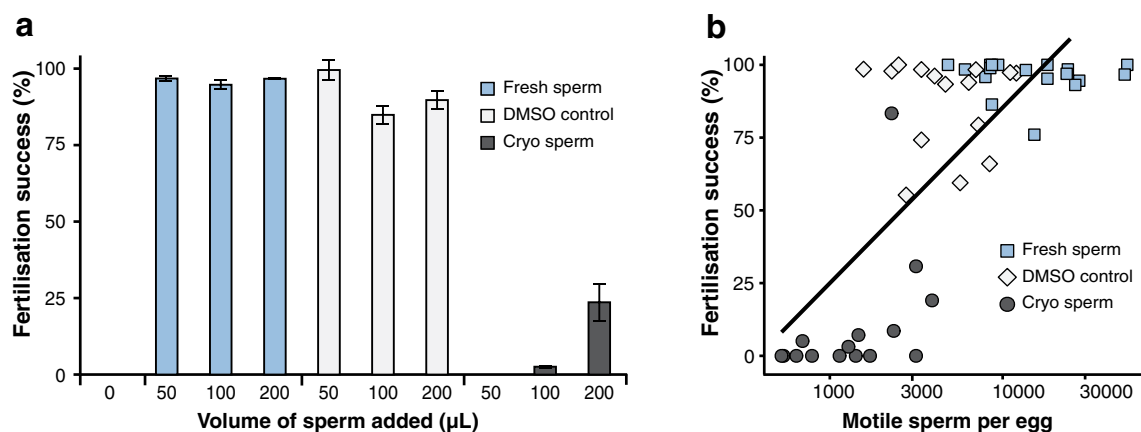 a
Fertilisation success (%)
100
75
50
25
0
Fresh sperm
DMSO control
Cryo sperm
0 50 100 200 50 100 200 50 100 200
Volume of sperm added (µL)
b
Fertilisation success (%)
100
75
50
25
0
Fresh sperm
DMSO control
Cryo sperm
1000 3000 10000 30000
Motile sperm per egg